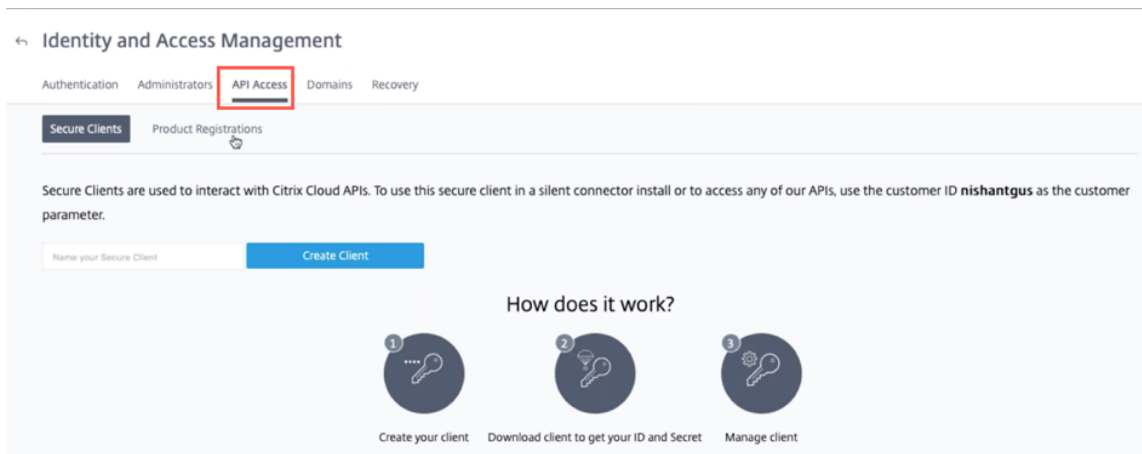 Identity and Access Management
Authentication Administrators API Access Domains Recovery
Secure Clients Product Registrations
Secure Clients are used to interact with Citrix Cloud APIs. To use this secure client in a silent connector install or to access any of our APIs, use the customer ID nishantgus as the customer
parameter.
Name your Secure Client Create Client
How does it work?
1 2 3
Create your client Download client to get your ID and Secret Manage client